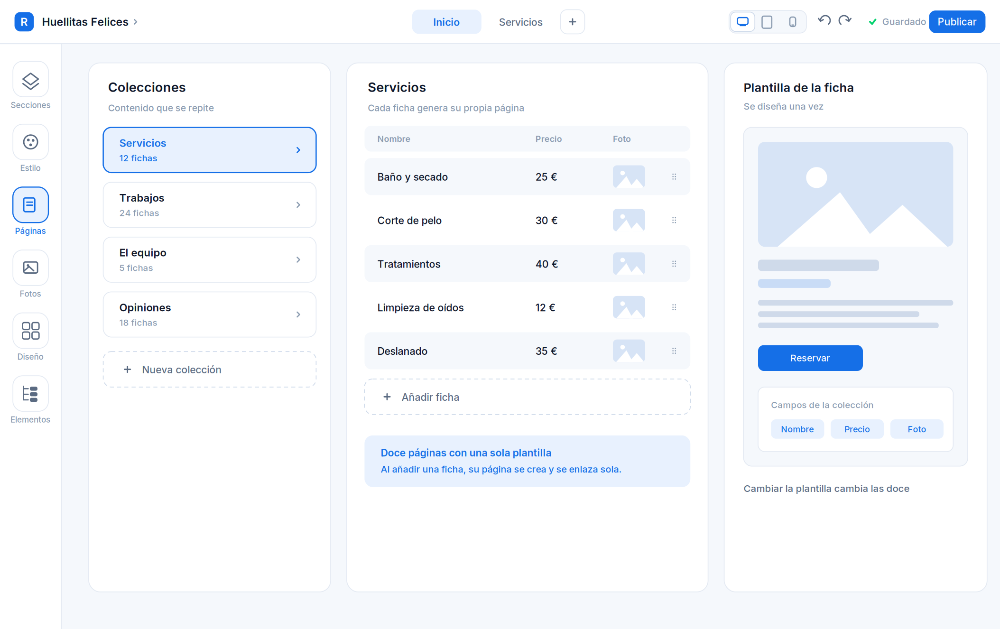 R
Huellitas Felices
Inicio
Servicios
+
Guardado
Publicar
Secciones
Estilo
Páginas
Fotos
Diseño
Elementos
Colecciones
Contenido que se repite
Servicios
12 fichas
Trabajos
24 fichas
El equipo
5 fichas
Opiniones
18 fichas
+ Nueva colección
Servicios
Cada ficha genera su propia página
Nombre Precio Foto
Baño y secado 25 €
Corte de pelo 30 €
Tratamientos 40 €
Limpieza de oídos 12 €
Deslanado 35 €
+ Añadir ficha
Doce páginas con una sola plantilla
Al añadir una ficha, su página se crea y se enlaza sola.
Plantilla de la ficha
Se diseña una vez
Reservar
Campos de la colección
Nombre Precio Foto
Cambiar la plantilla cambia las doce